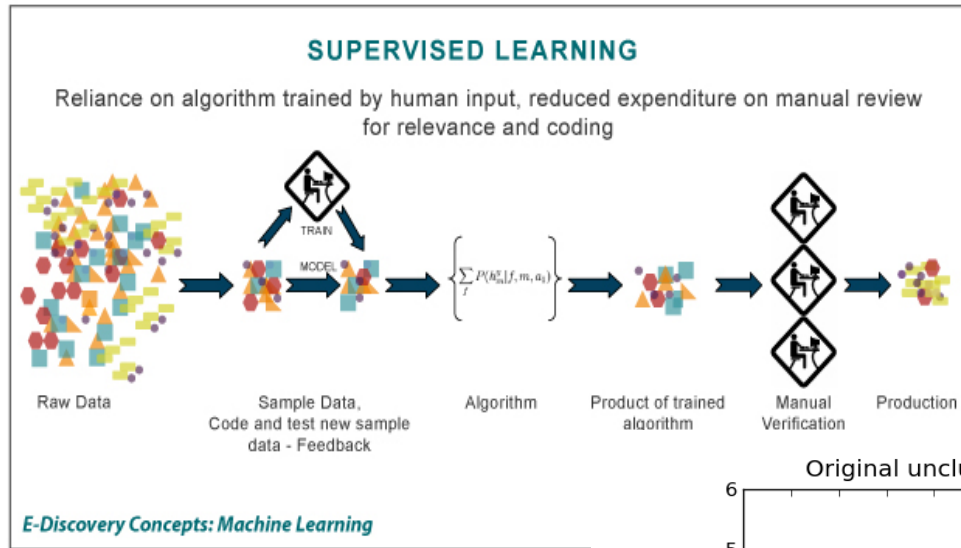 SUPERVISED LEARNING
Reliance on algorithm trained by human input, reduced expenditure on manual review
for relevance and coding
TRAIN
MODEL
Raw Data
Sample Data,
Code and test new sample
data - Feedback
Algorithm
Product of trained
algorithm
Manual
Verification
Production
Original unclu
6
5
E-Discovery Concepts: Machine Learning